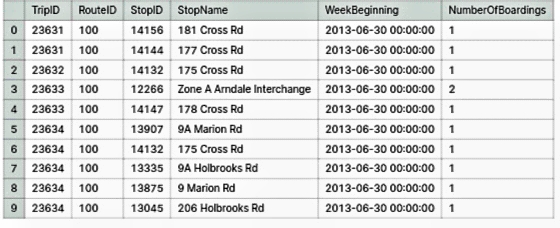 TripID RouteID StopID StopName WeekBeginning NumberOfBoardings
0 23631 100 14156 181 Cross Rd 2013-06-30 00:00:00 1
1 23631 100 14144 177 Cross Rd 2013-06-30 00:00:00 1
2 23632 100 14132 175 Cross Rd 2013-06-30 00:00:00 1
3 23633 100 12266 Zone A Arndale Interchange 2013-06-30 00:00:00 2
4 23633 100 14147 178 Cross Rd 2013-06-30 00:00:00 1
5 23634 100 13907 9A Marion Rd 2013-06-30 00:00:00 1
6 23634 100 14132 175 Cross Rd 2013-06-30 00:00:00 1
7 23634 100 13335 9A Holbrooks Rd 2013-06-30 00:00:00 1
8 23634 100 13875 9 Marion Rd 2013-06-30 00:00:00 1
9 23634 100 13045 206 Holbrooks Rd 2013-06-30 00:00:00 1